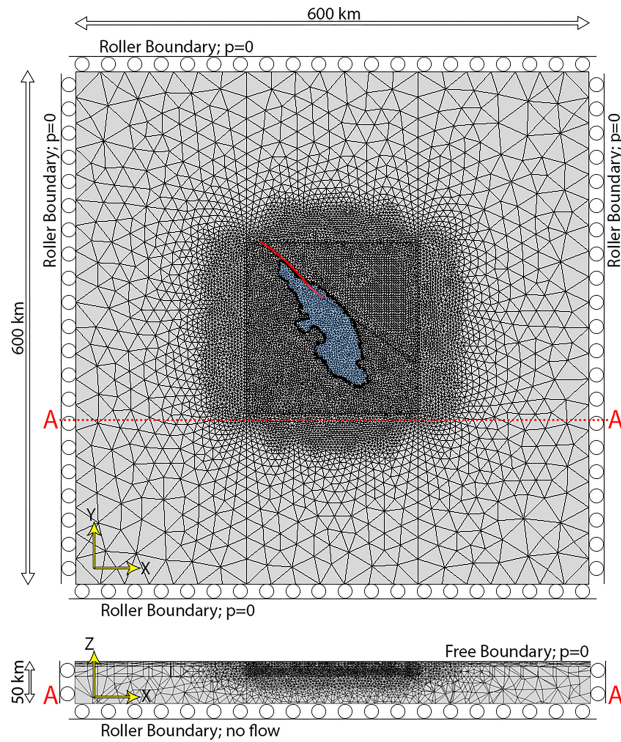 600 km
Roller Boundary; p=0
Roller Boundary; p=0
Roller Boundary; p=0
600 km
A
A
Y
X
Roller Boundary; p=0
Z
Free Boundary; p=0
50 km
A
X
A
Roller Boundary; no flow